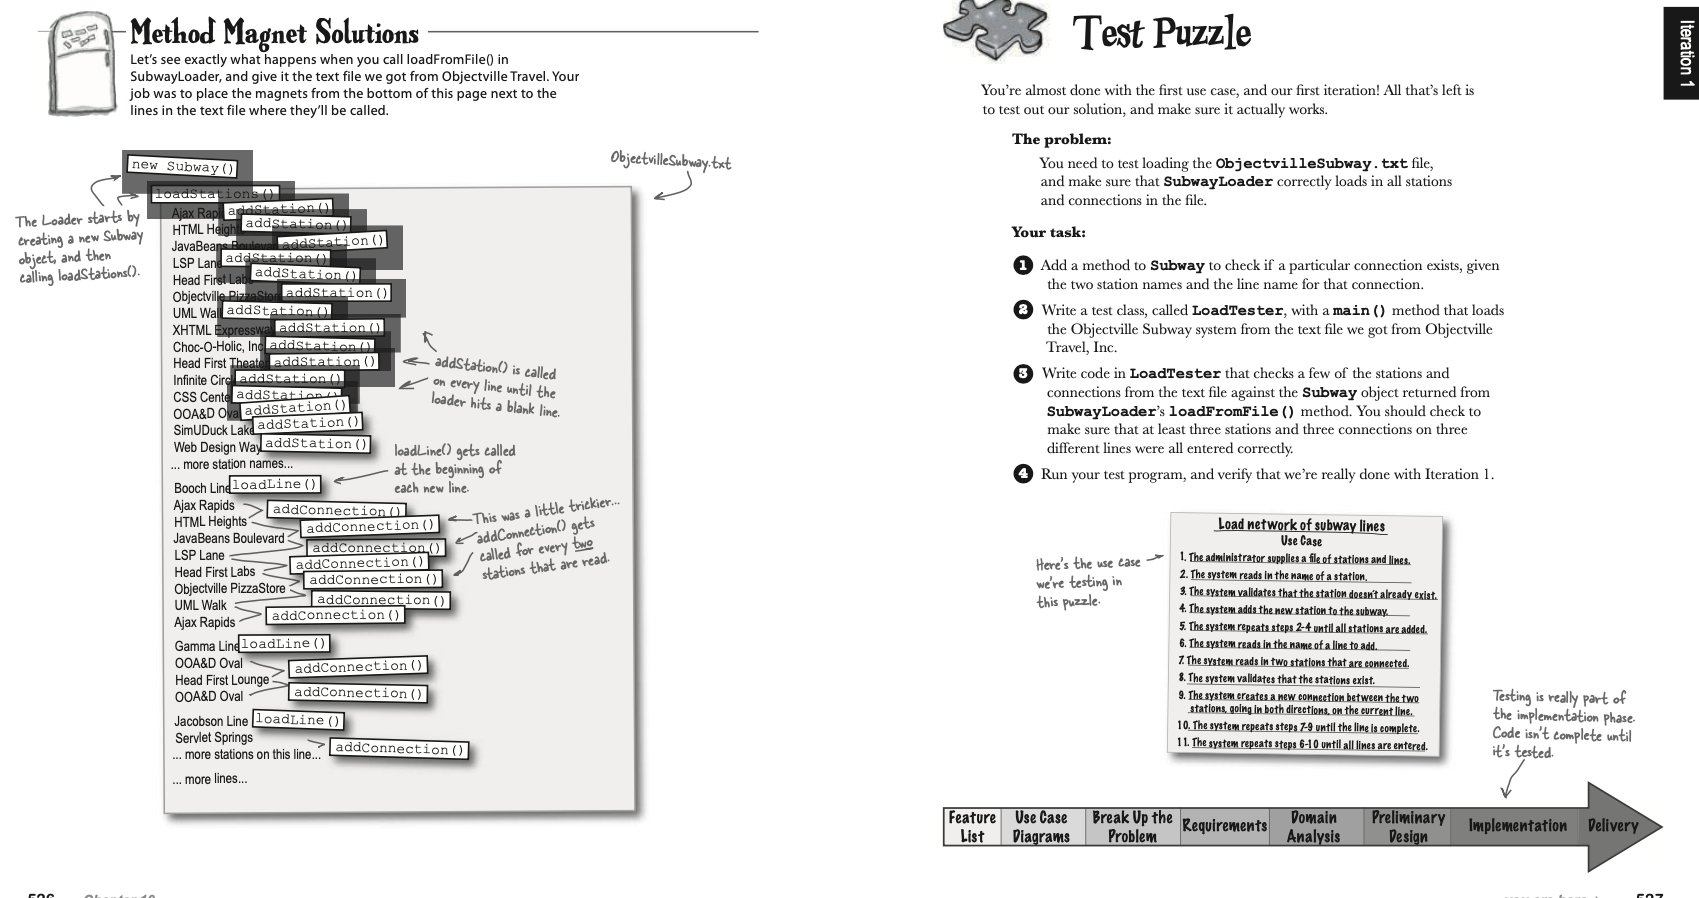 Method Magnet Solutions
Let's see exactly what happens when you call loadFromFile() in
SubwayLoader, and give it the text file we got from Objectville Travel. Your
job was to place the magnets from the bottom of this page next to the
lines in the text file where they'll be called.
new Subway()
loadStations()
ObjectvilleSubway.txt
The Loader starts by
creating a new Subway
object, and then
calling loadStations().
addStation()
HTML Heigh addStation()
JavaBeans Boulevar addStation()
LSP Lane addStation()
Head First Labs addStation()
Objectville PizzaStor addStation()
UML Wal addStation()
XHTML Expresswa addStation()
Choc-O-Holic, Inc addStation()
Head First Theate addStation()
Infinite Circ addStation()
CSS Cente addStation()
OOA&D Ova addStation()
SimUDuck Lake addStation()
Web Design Way addStation()
... more station names...
addStation() is called
on every line until the
loader hits a blank line.
loadLine() gets called
at the beginning of
each new line.
Booch Line loadLine()
Ajax Rapids addConnection()
HTML Heights addConnection()
JavaBeans Boulevard addConnection()
LSP Lane addConnection()
Head First Labs addConnection()
Objectville PizzaStore addConnection()
UML Walk addConnection()
Ajax Rapids
This was a little trickier...
addConnection() gets
called for every two
stations that are read.
Gamma Line loadLine()
OOA&D Oval addConnection()
Head First Lounge
OOA&D Oval addConnection()
Jacobson Line loadLine()
Servlet Springs addConnection()
... more stations on this line...
... more lines...
Test Puzzle
Iteration 1
You're almost done with the first use case, and our first iteration! All that's left is
to test out our solution, and make sure it actually works.
The problem:
You need to test loading the ObjectvilleSubway.txt file,
and make sure that SubwayLoader correctly loads in all stations
and connections in the file.
Your task:
1 Add a method to Subway to check if a particular connection exists, given
the two station names and the line name for that connection.
2 Write a test class, called LoadTester, with a main() method that loads
the Objectville Subway system from the text file we got from Objectville
Travel, Inc.
3 Write code in LoadTester that checks a few of the stations and
connections from the text file against the Subway object returned from
SubwayLoader's loadFromFile() method. You should check to
make sure that at least three stations and three connections on three
different lines were all entered correctly.
4 Run your test program, and verify that we're really done with Iteration 1.
Here's the use case
we're testing in
this puzzle.
Load network of subway lines
Use Case
1. The administrator supplies a file of stations and lines.
2. The system reads in the name of a station.
3. The system validates that the station doesn't already exist.
4. The system adds the new station to the subway.
5. The system repeats steps 2-4 until all stations are added.
6. The system reads in the name of a line to add.
7. The system reads in two stations that are connected.
8. The system validates that the stations exist.
9. The system creates a new connection between the two
stations, going in both directions, on the current line.
10. The system repeats steps 7-9 until the line is complete.
11. The system repeats steps 6-10 until all lines are entered.
Testing is really part of
the implementation phase.
Code isn't complete until
it's tested.
Feature List
Use Case Diagrams
Break Up the Problem
Requirements
Domain Analysis
Preliminary Design
Implementation
Delivery